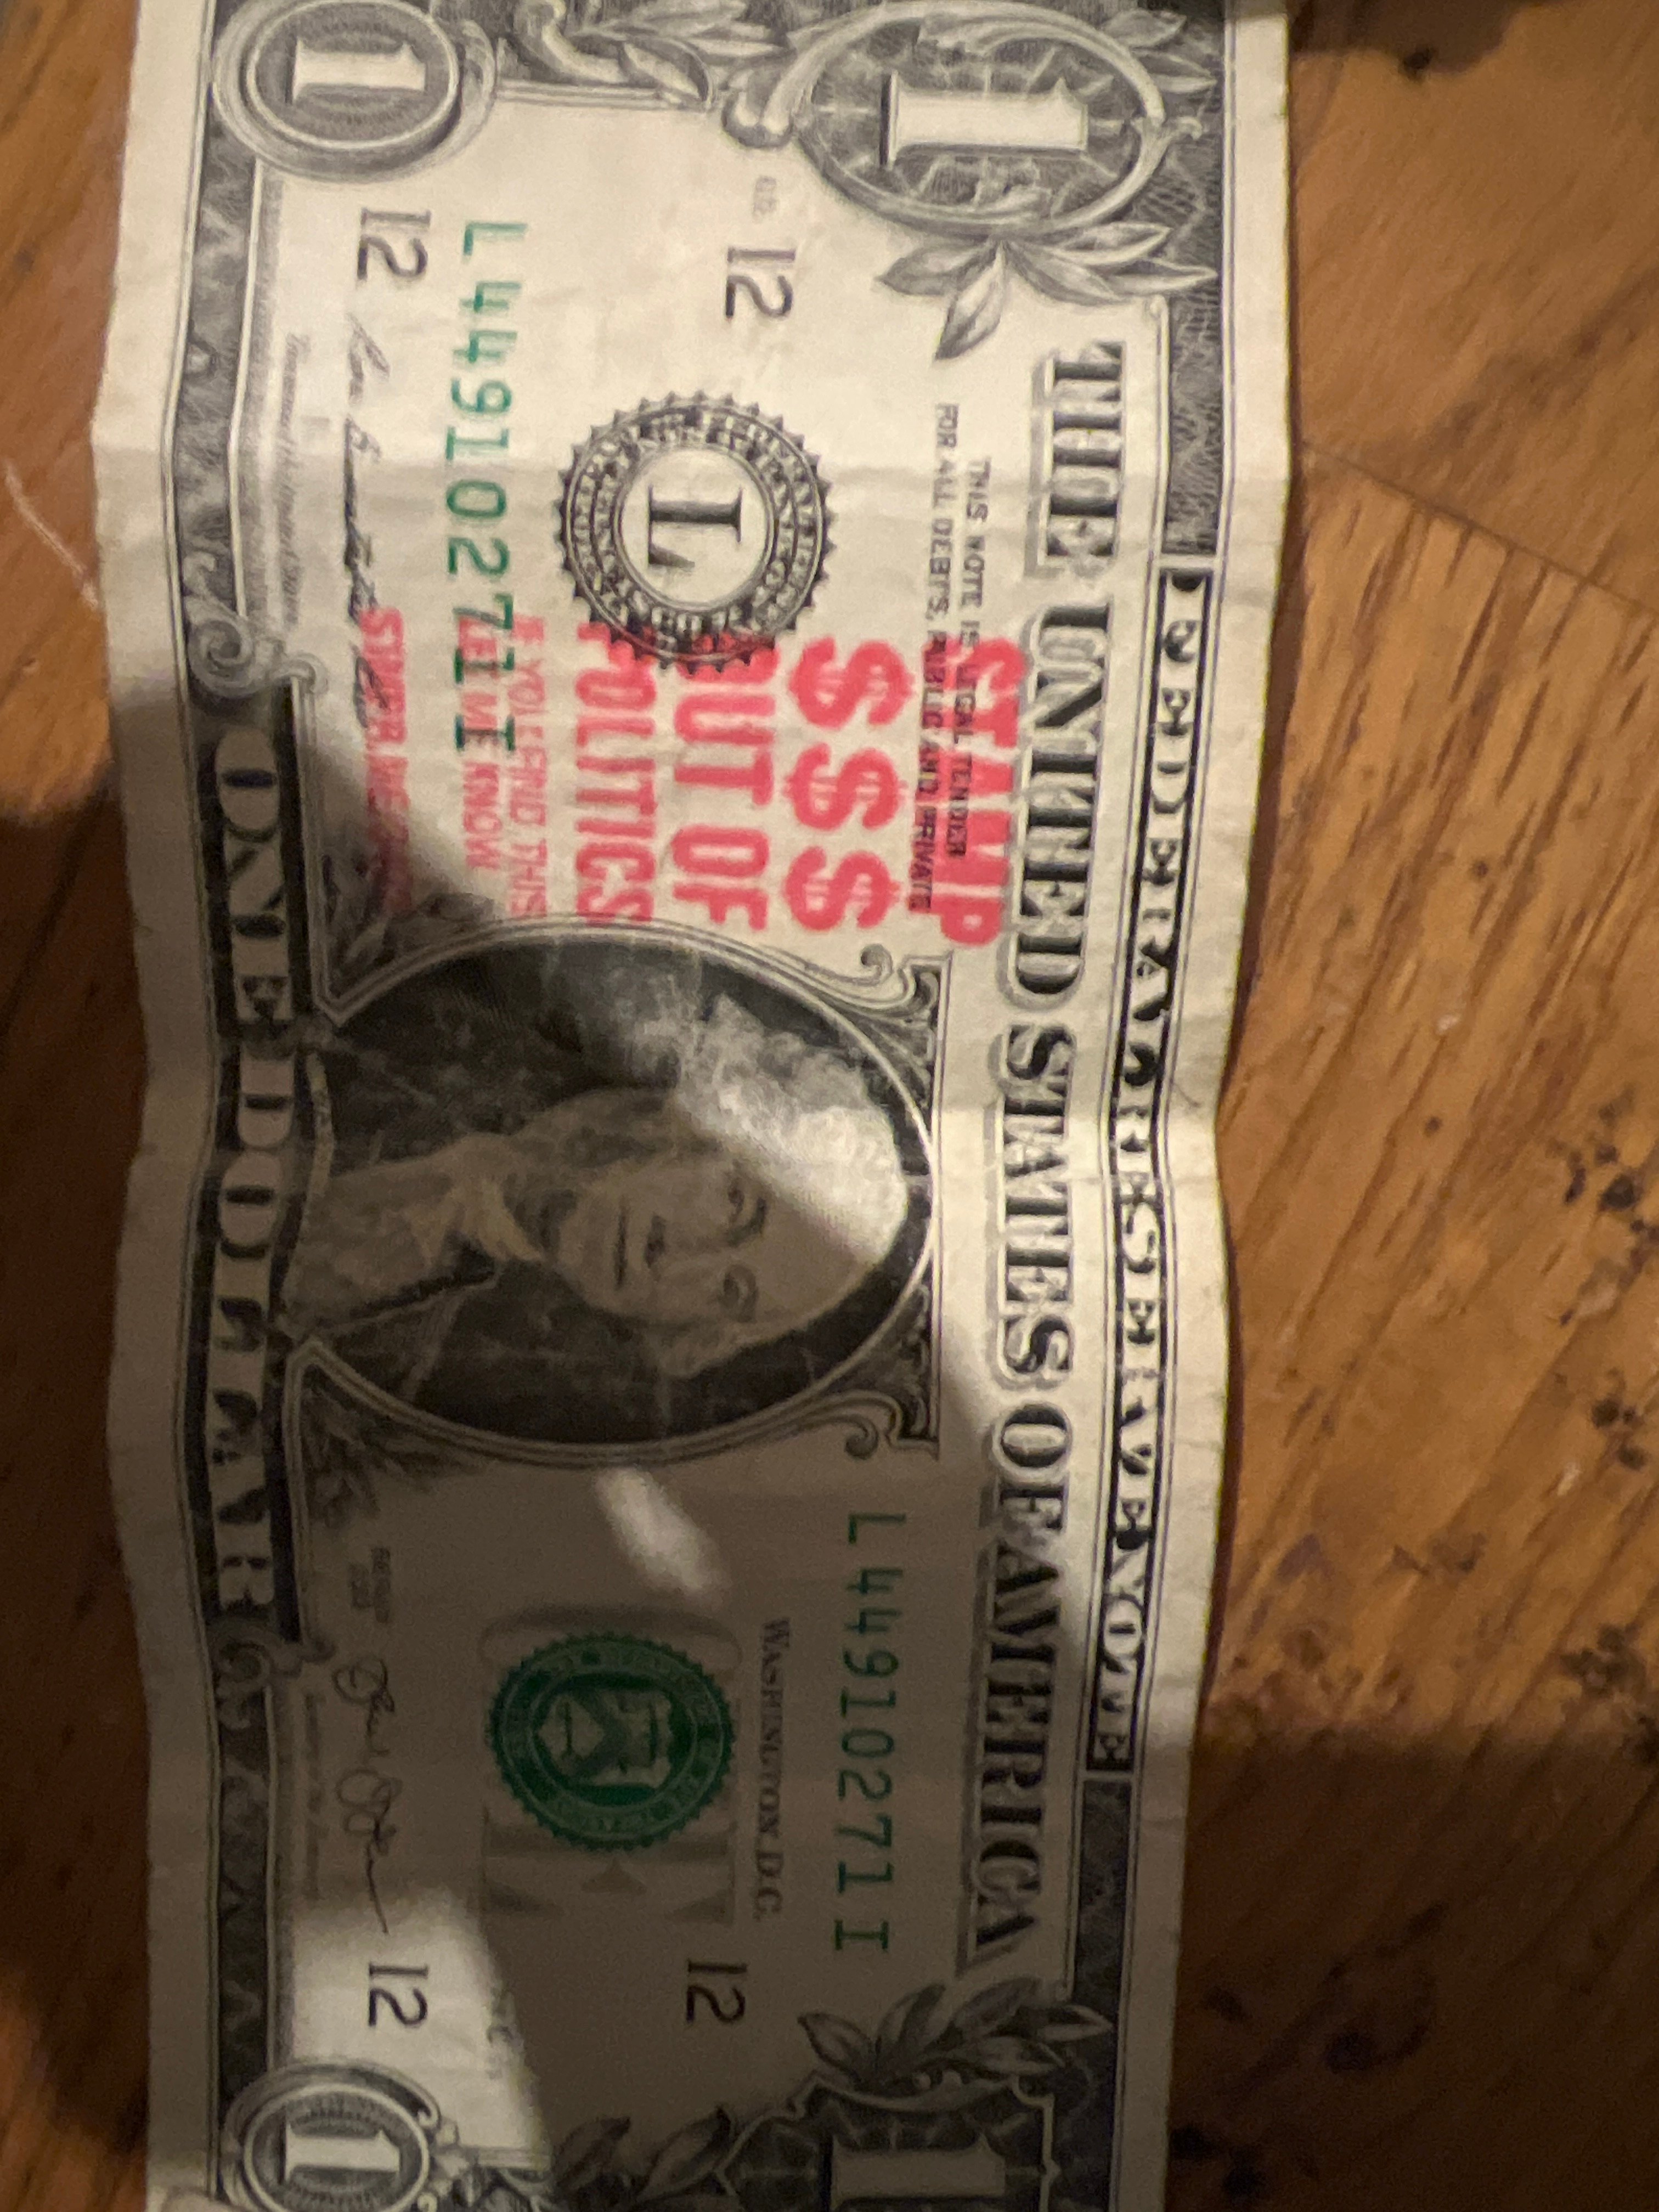 FEDERAL RESERVE NOTE
THE UNITED STATES OF AMERICA
1
1
THIS NOTE IS LEGAL TENDER
FOR ALL DEBTS, PUBLIC AND PRIVATE
STAMP
$$$
OUT OF
POLITICS
IF YOU FIND THIS
LET ME KNOW
L 44910271 I
WASHINGTON, D.C.
12
12
L
L 44910271 I
12
12
1
1
ONE DOLLAR